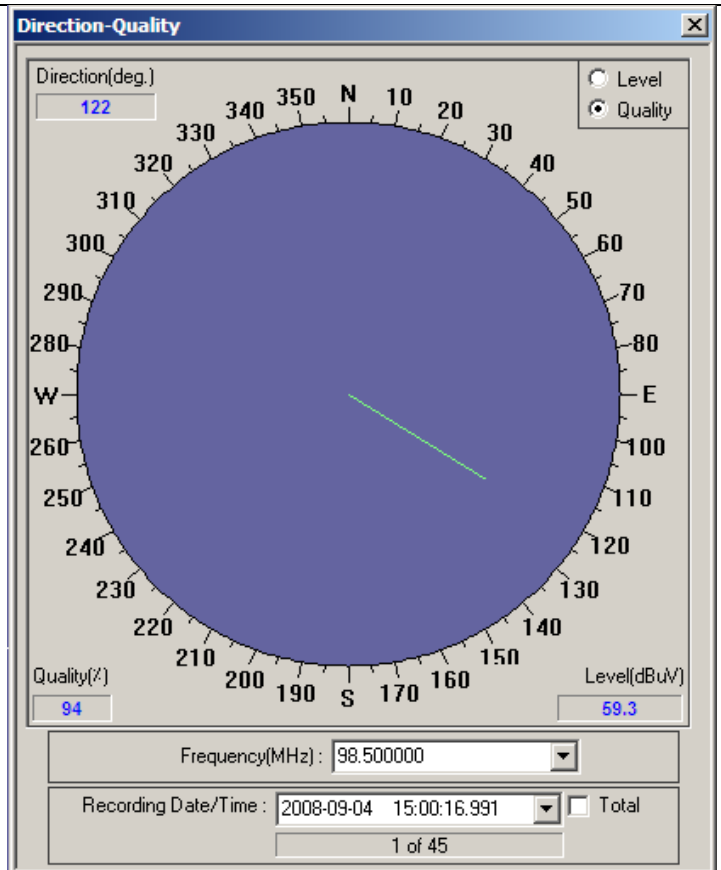 Direction-Quality
Direction(deg.)
122
Level
Quality
N
10
20
30
40
50
60
70
80
E
100
110
120
130
140
150
160
170
S
190
200
210
220
230
240
250
260
W
280
290
300
310
320
330
340
350
Quality(%)
94
Level(dBuV)
59.3
Frequency(MHz) : 98.500000
Recording Date/Time : 2008-09-04 15:00:16.991 Total
1 of 45